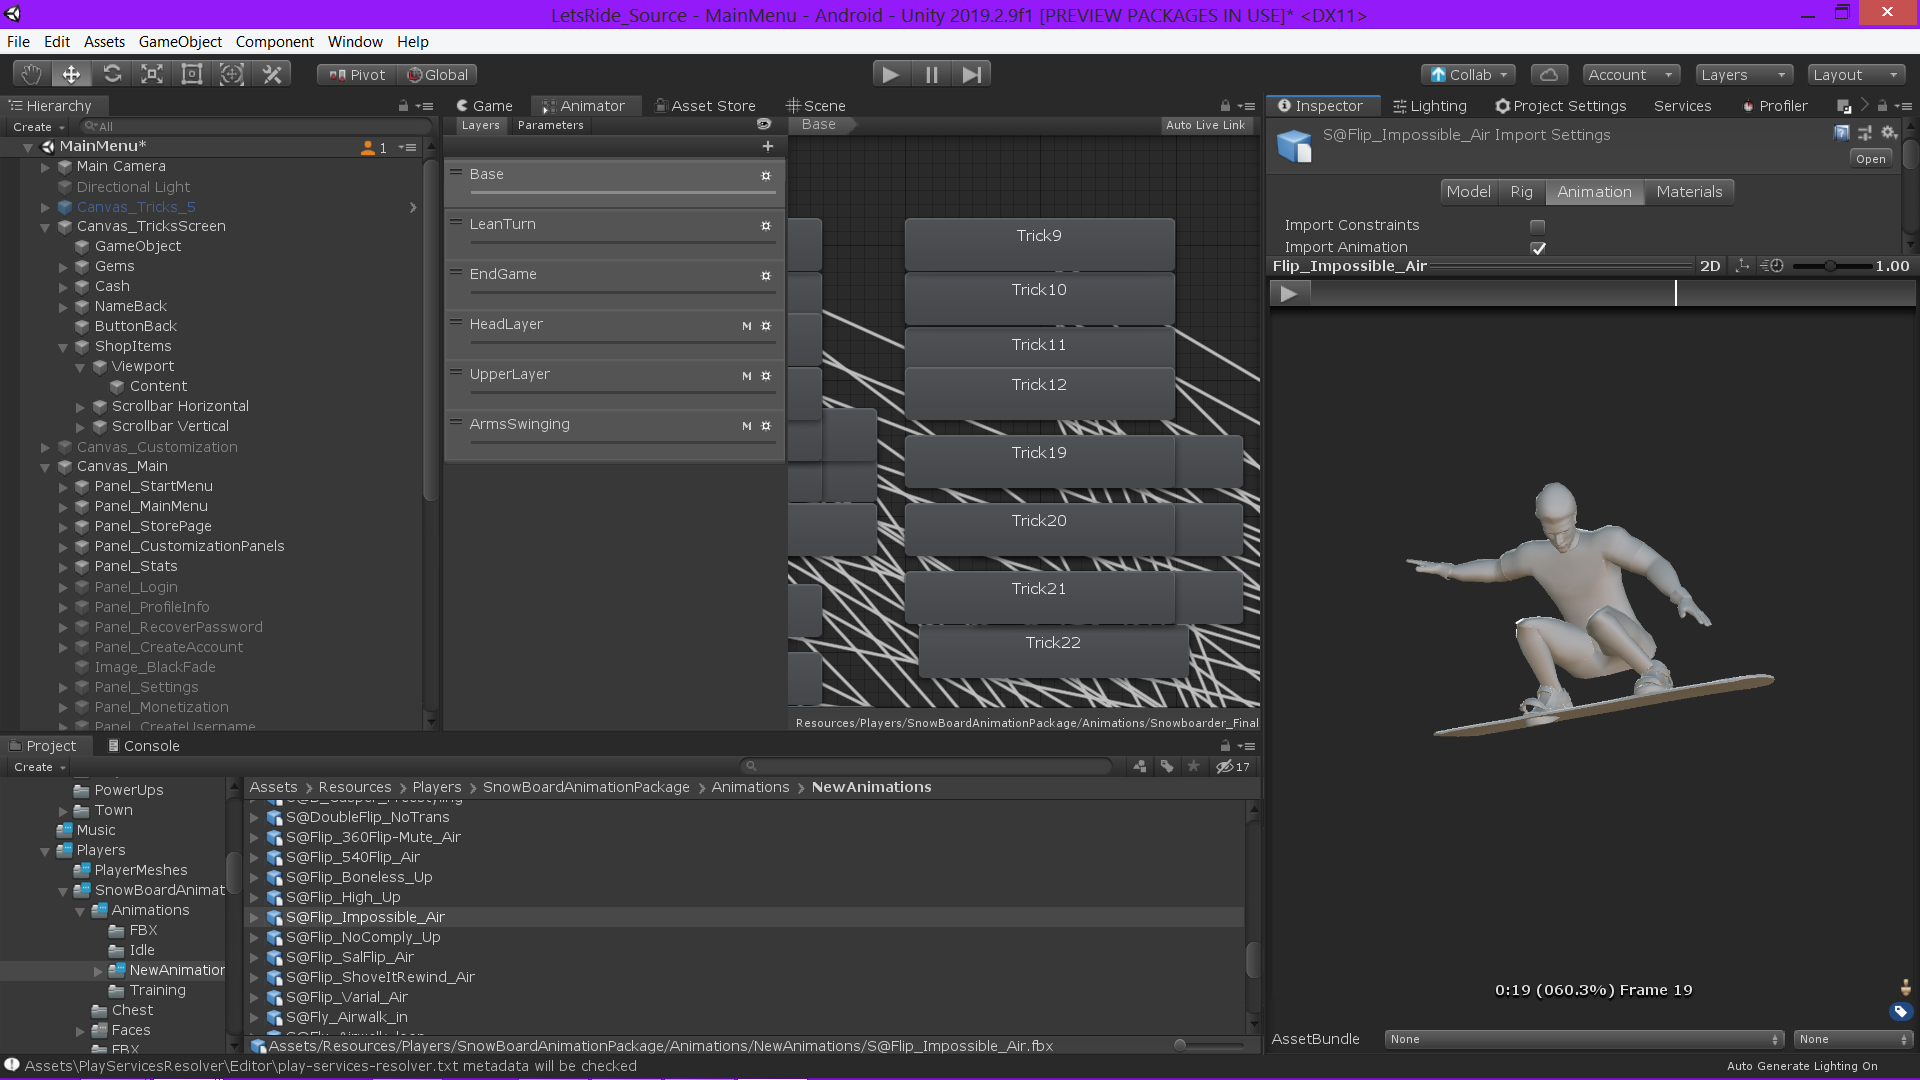 LetsRide_Source - MainMenu - Android - Unity 2019.2.9f1 [PREVIEW PACKAGES IN USE]* <DX11>
File Edit Assets GameObject Component Window Help
Pivot Global Collab Account Layers Layout
Hierarchy
Create All
MainMenu* 1
Main Camera
Directional Light
Canvas_Tricks_5
Canvas_TricksScreen
GameObject
Gems
Cash
NameBack
ButtonBack
ShopItems
Viewport
Content
Scrollbar Horizontal
Scrollbar Vertical
Canvas_Customization
Canvas_Main
Panel_StartMenu
Panel_MainMenu
Panel_StorePage
Panel_CustomizationPanels
Panel_Stats
Panel_Login
Panel_ProfileInfo
Panel_RecoverPassword
Panel_CreateAccount
Image_BlackFade
Panel_Settings
Panel_Monetization
Panel_CreateUsername
Game Animator Asset Store Scene
Layers Parameters
Base Auto Live Link
Base
LeanTurn
EndGame
HeadLayer M
UpperLayer M
ArmsSwinging M
Trick9
Trick10
Trick11
Trick12
Trick19
Trick20
Trick21
Trick22
Resources/Players/SnowBoardAnimationPackage/Animations/Snowboarder_Final
Inspector Lighting Project Settings Services Profiler
S@Flip_Impossible_Air Import Settings
Open
Model Rig Animation Materials
Import Constraints
Import Animation
Flip_Impossible_Air 2D 1.00
0:19 (060.3%) Frame 19
AssetBundle None None
Project Console
Create 17
PowerUps
Town
Music
Players
PlayerMeshes
SnowBoardAnimat
Animations
FBX
Idle
NewAnimation
Training
Chest
Faces
FBX
Assets Resources Players SnowBoardAnimationPackage Animations NewAnimations
S@DoubleFlip_NoTrans
S@Flip_360Flip-Mute_Air
S@Flip_540Flip_Air
S@Flip_Boneless_Up
S@Flip_High_Up
S@Flip_Impossible_Air
S@Flip_NoComply_Up
S@Flip_SalFlip_Air
S@Flip_ShoveItRewind_Air
S@Flip_Varial_Air
S@Fly_Airwalk_in
Assets/Resources/Players/SnowBoardAnimationPackage/Animations/NewAnimations/S@Flip_Impossible_Air.fbx
Assets\PlayServicesResolver\Editor\play-services-resolver.txt metadata will be checked
Auto Generate Lighting On